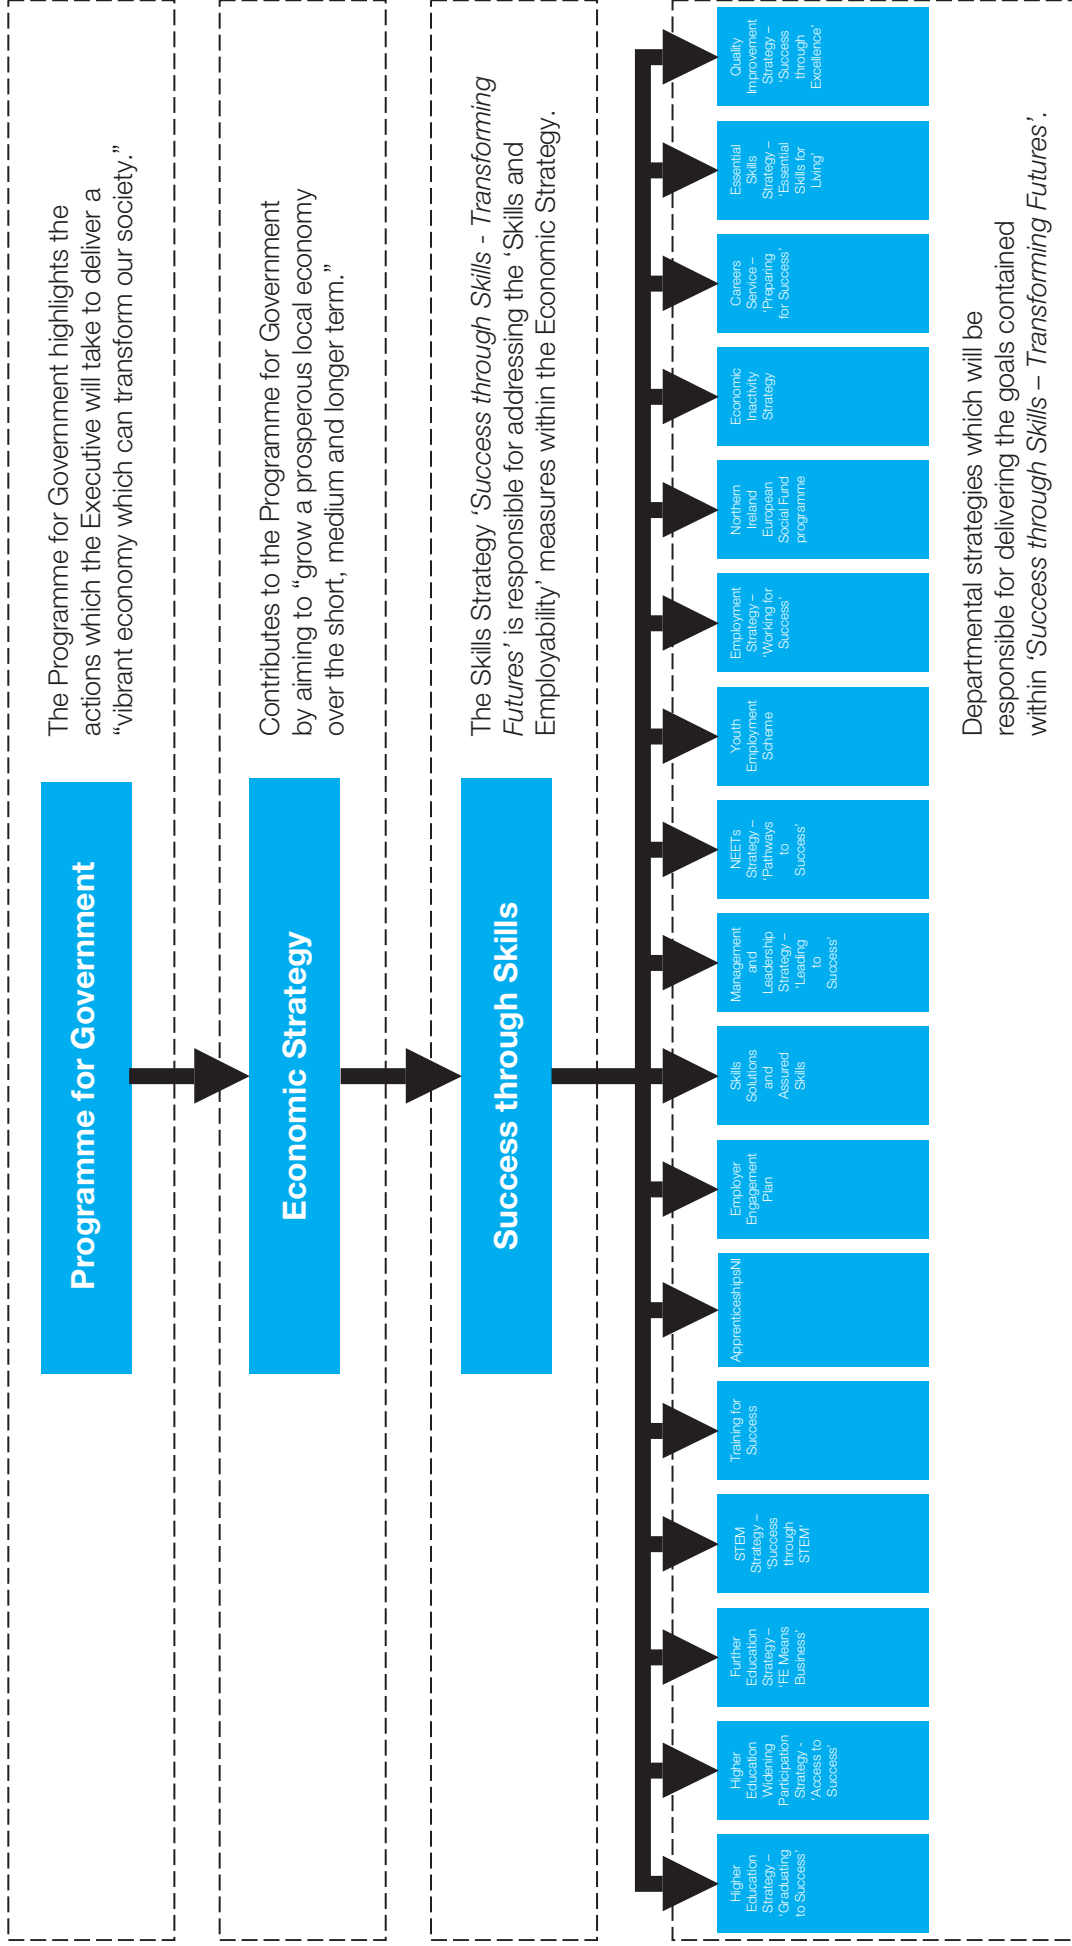 Programme for Government
The Programme for Government highlights the
actions which the Executive will take to deliver a
“vibrant economy which can transform our society.”
Economic Strategy
Contributes to the Programme for Government
by aiming to “grow a prosperous local economy
over the short, medium and longer term.”
Success through Skills
The Skills Strategy ‘Success through Skills - Transforming
Futures’ is responsible for addressing the ‘Skills and
Employability’ measures within the Economic Strategy.
Higher
Education
Strategy –
‘Graduating
to Success’
Higher
Education
Widening
Participation
Strategy -
‘Access to
Success’
Further
Education
Strategy –
‘FE Means
Business’
STEM
Strategy –
‘Success
through
STEM’
Training for
Success
ApprenticeshipsNI
Employer
Engagement
Plan
Skills
Solutions
and
Assured
Skills
Management
and
Leadership
Strategy –
‘Leading
to
Success’
NEETs
Strategy –
‘Pathways
to
Success’
Youth
Employment
Scheme
Employment
Strategy –
‘Working for
Success’
Northern
Ireland
European
Social Fund
programme
Economic
Inactivity
Strategy
Careers
Service –
‘Preparing
for Success’
Essential
Skills
Strategy –
‘Essential
Skills for
Living’
Quality
Improvement
Strategy –
‘Success
through
Excellence’
Departmental strategies which will be
responsible for delivering the goals contained
within ‘Success through Skills – Transforming Futures’.